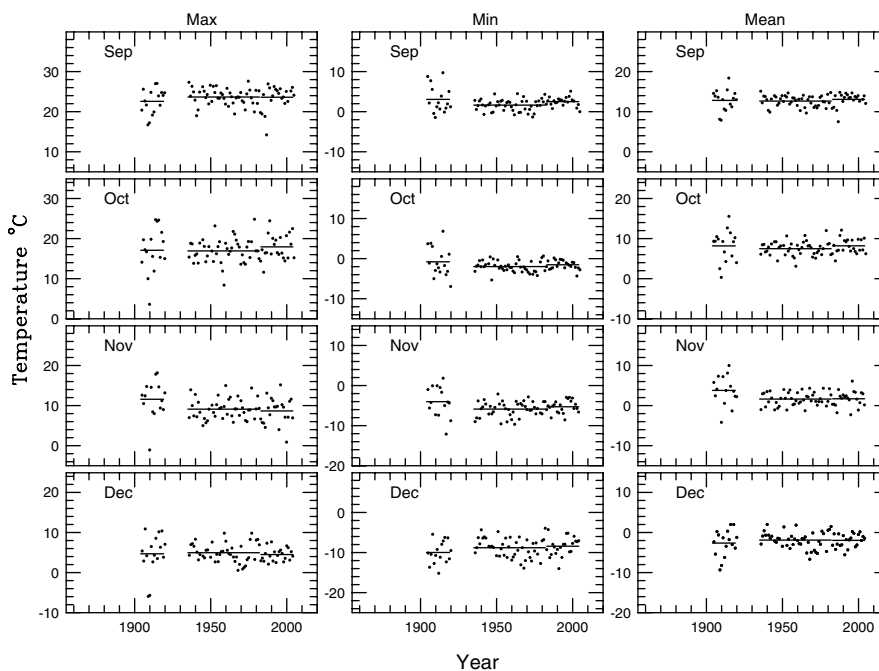 Max Min Mean
Sep Sep Sep
30 10 20
20 0 10
10 -10 0
Oct Oct Oct
30 10 20
20 0 10
10 -10 0
0 -10
Nov Nov Nov
20 10 10
10 0 0
0 -10 -10
-20
Dec Dec Dec
20 0 10
10 -10 0
0 -20 -10
-10 -20
1900 1950 2000 1900 1950 2000 1900 1950 2000
Temperature °C
Year